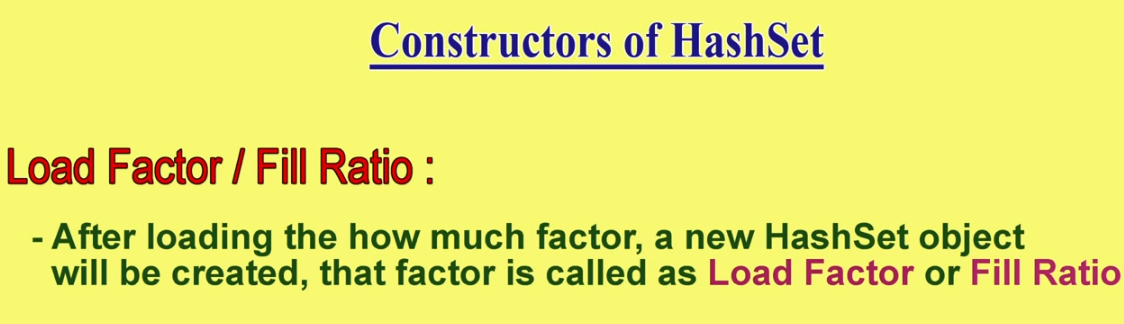 Constructors of HashSet
Load Factor / Fill Ratio :
- After loading the how much factor, a new HashSet object
will be created, that factor is called as Load Factor or Fill Ratio